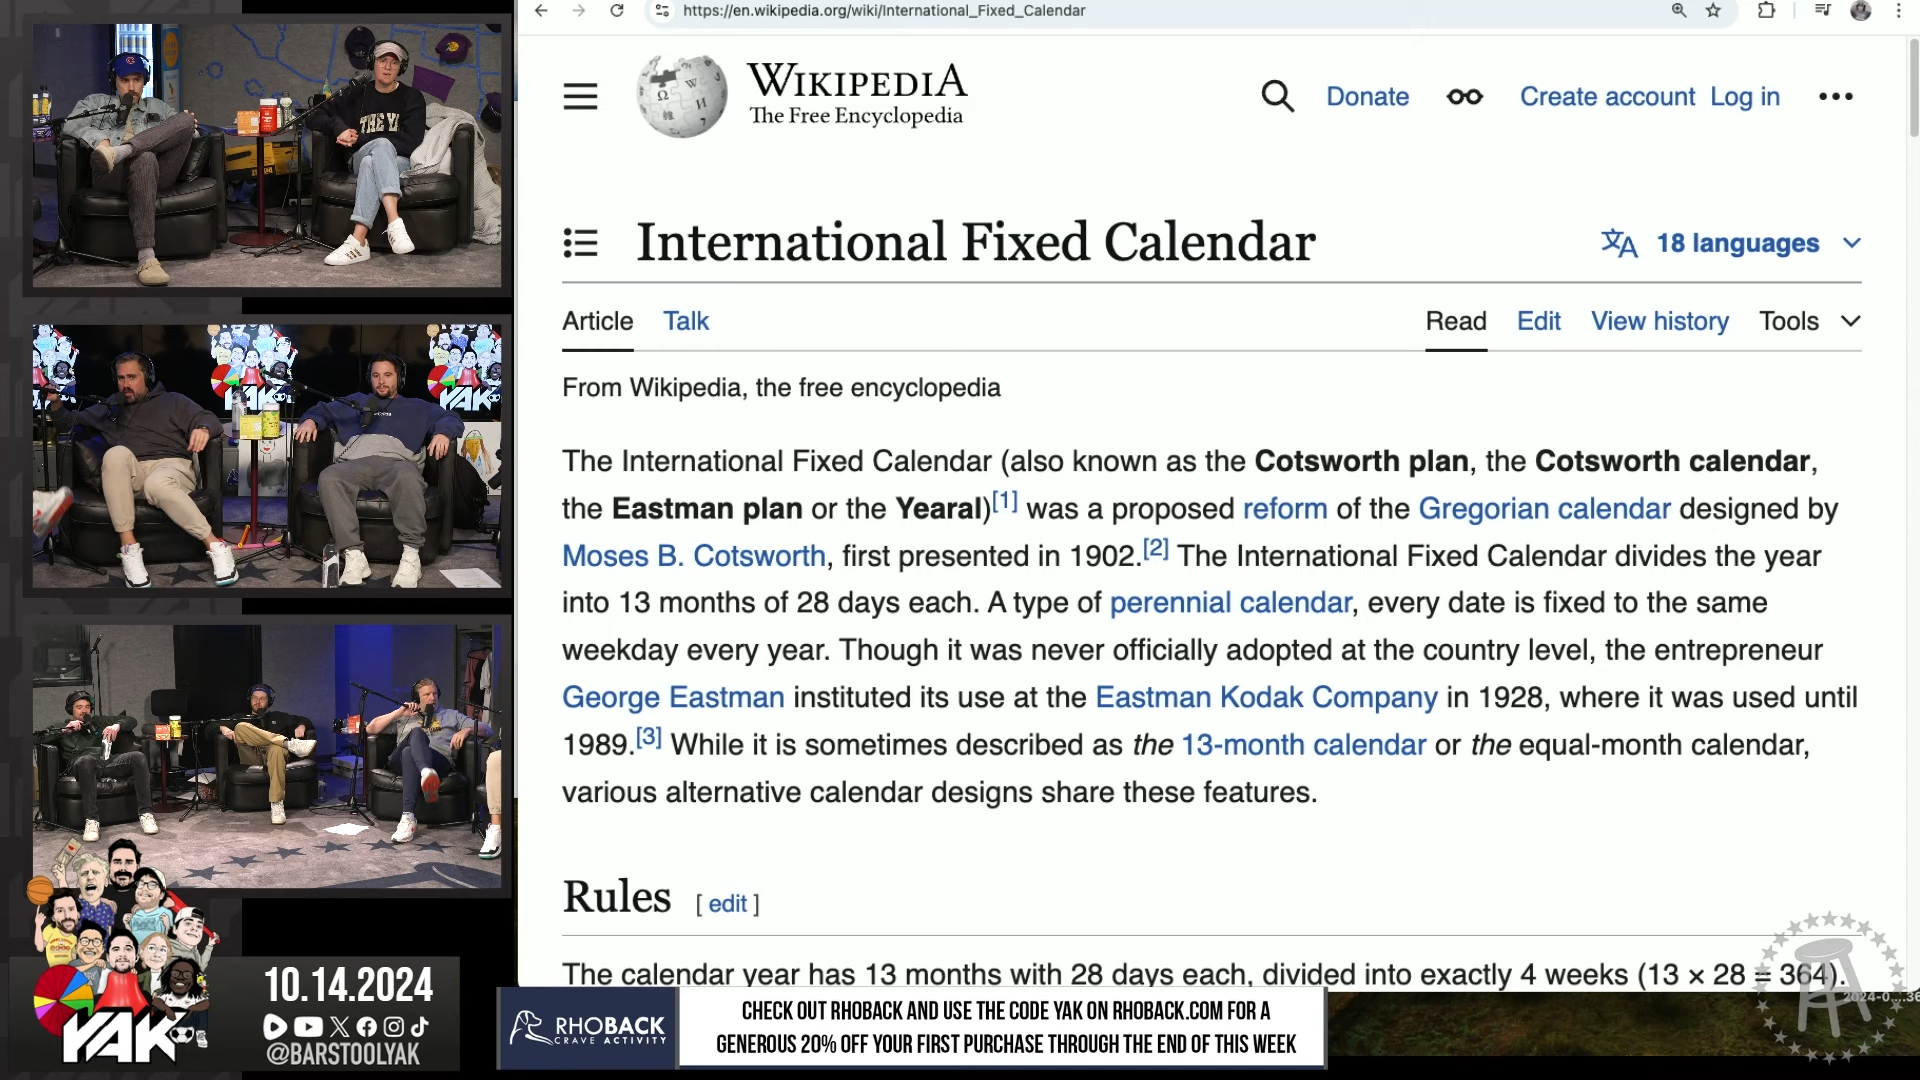 https://en.wikipedia.org/wiki/International_Fixed_Calendar
WIKIPEDIA
The Free Encyclopedia
Donate
Create account
Log in
International Fixed Calendar
18 languages
Article Talk
Read Edit View history Tools
From Wikipedia, the free encyclopedia
The International Fixed Calendar (also known as the Cotsworth plan, the Cotsworth calendar,
the Eastman plan or the Yearal)[1] was a proposed reform of the Gregorian calendar designed by
Moses B. Cotsworth, first presented in 1902.[2] The International Fixed Calendar divides the year
into 13 months of 28 days each. A type of perennial calendar, every date is fixed to the same
weekday every year. Though it was never officially adopted at the country level, the entrepreneur
George Eastman instituted its use at the Eastman Kodak Company in 1928, where it was used until
1989.[3] While it is sometimes described as the 13-month calendar or the equal-month calendar,
various alternative calendar designs share these features.
Rules [ edit ]
The calendar year has 13 months with 28 days each, divided into exactly 4 weeks (13 × 28 = 364).
THE YA
YAK
YAK
YAK
YAK
10.14.2024
@BARSTOOLYAK
RHOBACK
CRAVE ACTIVITY
CHECK OUT RHOBACK AND USE THE CODE YAK ON RHOBACK.COM FOR A
GENEROUS 20% OFF YOUR FIRST PURCHASE THROUGH THE END OF THIS WEEK